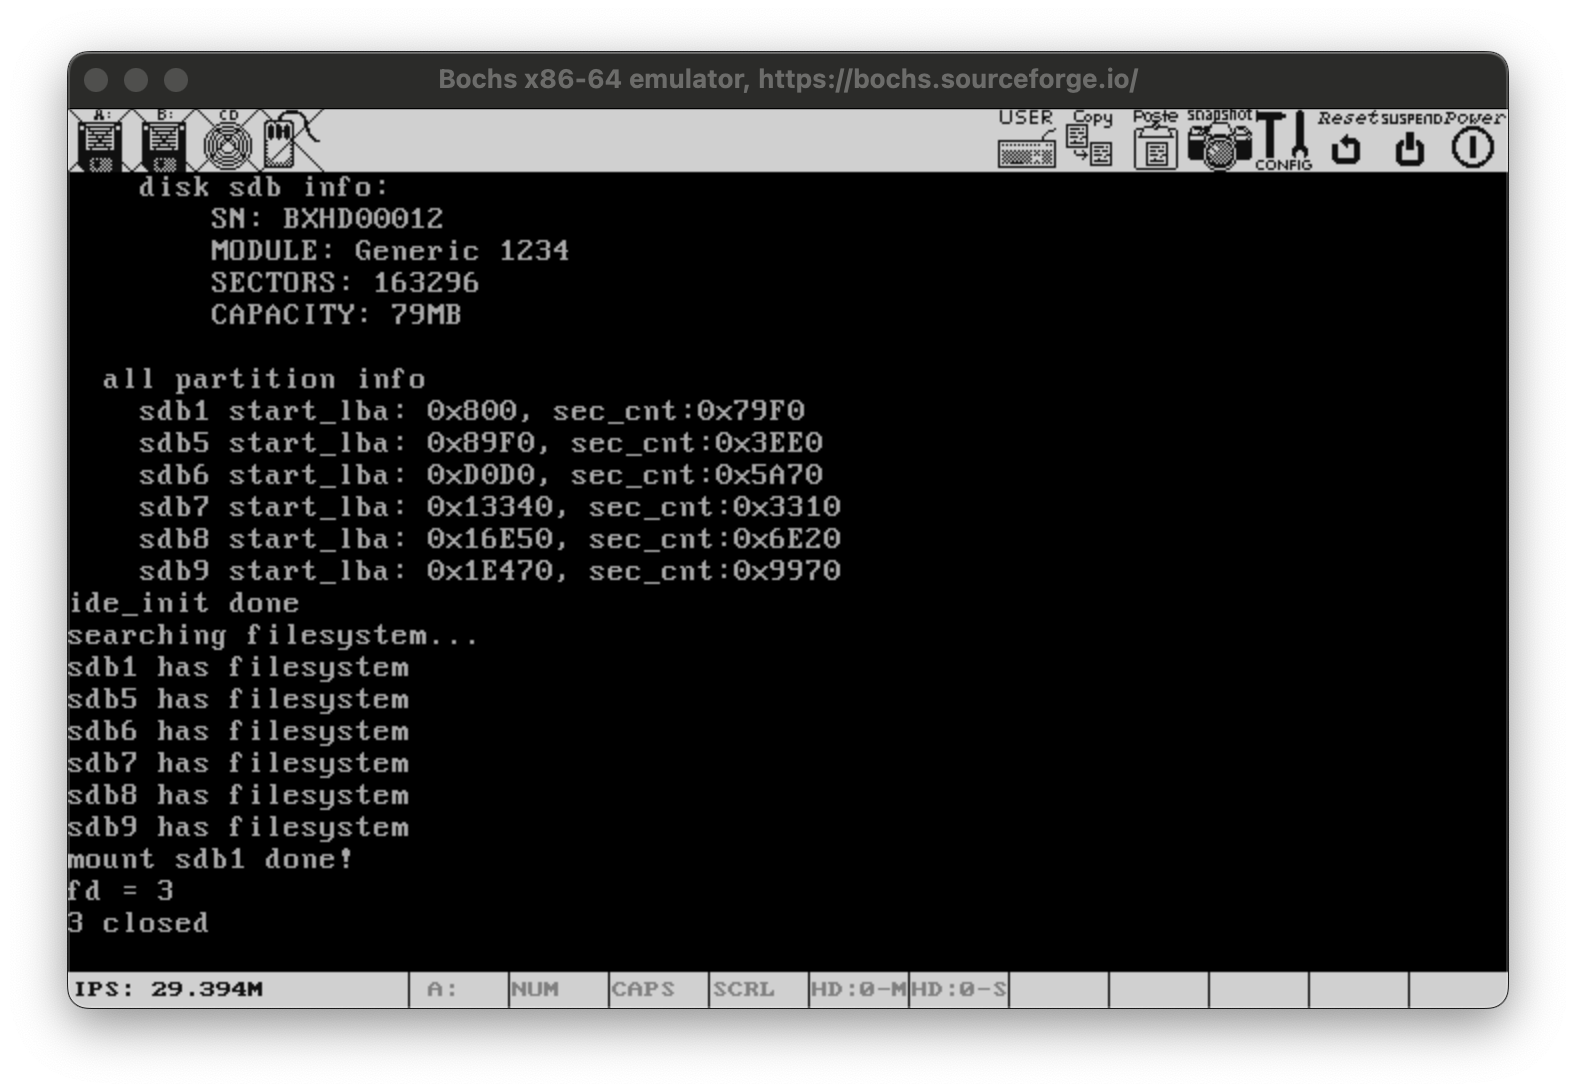 Bochs x86-64 emulator, https://bochs.sourceforge.io/
A: B: CD USER Copy Paste snapshot CONFIG Reset SUSPEND Power
disk sdb info:
SN: BXHD00012
MODULE: Generic 1234
SECTORS: 163296
CAPACITY: 79MB
all partition info
sdb1 start_lba: 0x800, sec_cnt:0x79F0
sdb5 start_lba: 0x89F0, sec_cnt:0x3EE0
sdb6 start_lba: 0xD0D0, sec_cnt:0x5A70
sdb7 start_lba: 0x13340, sec_cnt:0x3310
sdb8 start_lba: 0x16E50, sec_cnt:0x6E20
sdb9 start_lba: 0x1E470, sec_cnt:0x9970
ide_init done
searching filesystem...
sdb1 has filesystem
sdb5 has filesystem
sdb6 has filesystem
sdb7 has filesystem
sdb8 has filesystem
sdb9 has filesystem
mount sdb1 done!
fd = 3
3 closed
IPS: 29.394M A: NUM CAPS SCRL HD:0-M HD:0-S